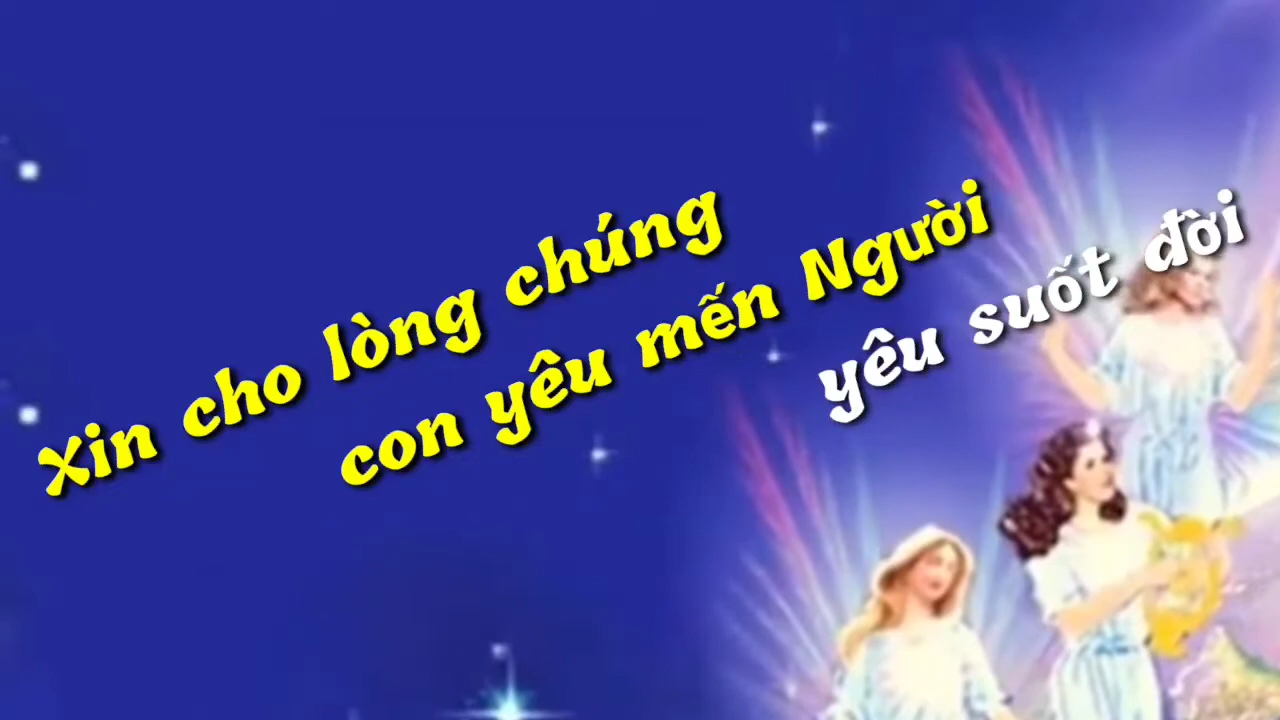 Xin cho lòng chúng
con yêu mến Người
yêu suốt đời